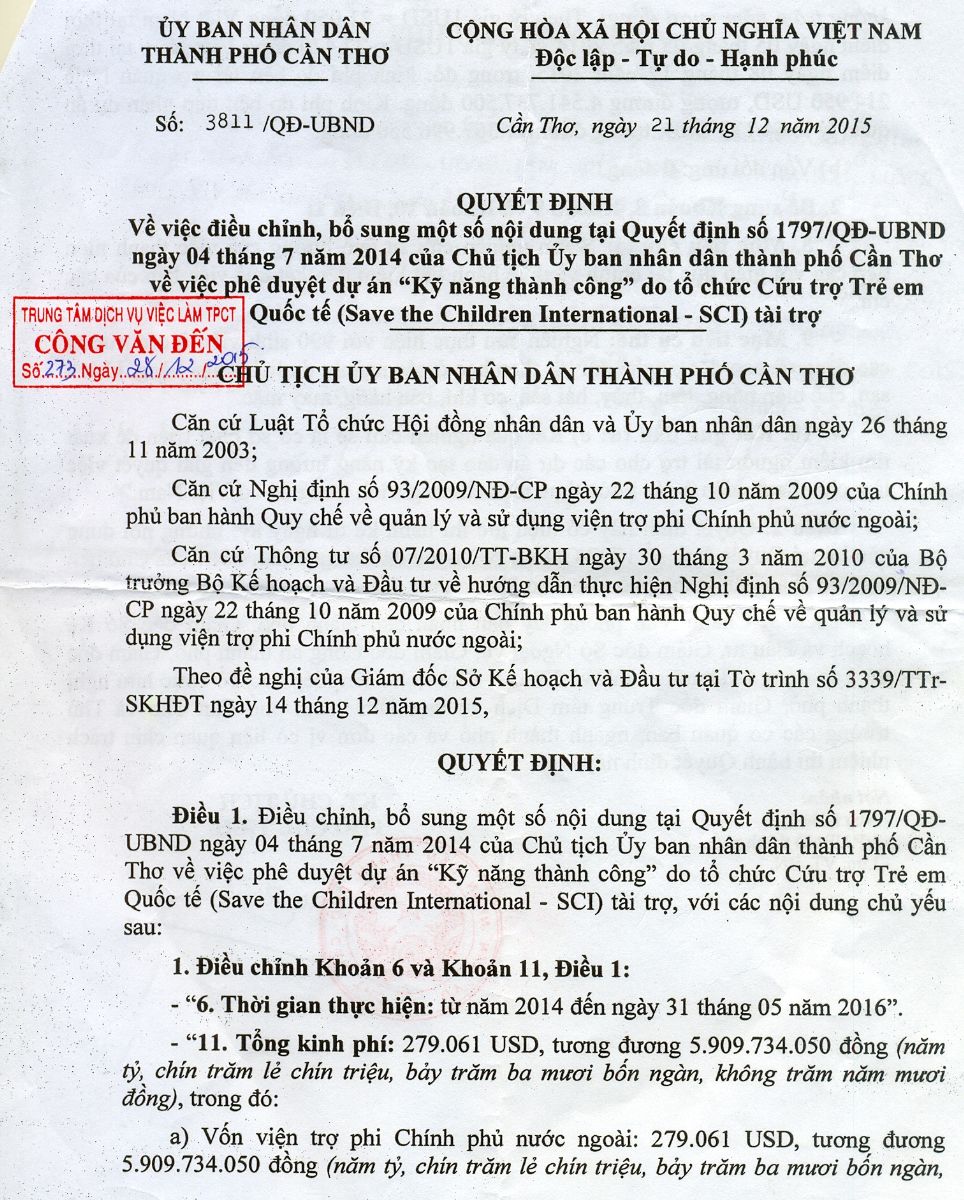 ỦY BAN NHÂN DÂN
THÀNH PHỐ CẦN THƠ
CỘNG HÒA XÃ HỘI CHỦ NGHĨA VIỆT NAM
Độc lập - Tự do - Hạnh phúc
Số: 3811 /QĐ-UBND
Cần Thơ, ngày 21 tháng 12 năm 2015
QUYẾT ĐỊNH
Về việc điều chỉnh, bổ sung một số nội dung tại Quyết định số 1797/QĐ-UBND
ngày 04 tháng 7 năm 2014 của Chủ tịch Ủy ban nhân dân thành phố Cần Thơ
về việc phê duyệt dự án “Kỹ năng thành công” do tổ chức Cứu trợ Trẻ em
Quốc tế (Save the Children International - SCI) tài trợ
TRUNG TÂM DỊCH VỤ VIỆC LÀM TPCT
CÔNG VĂN ĐẾN
Số 273 Ngày 28/12/2015
CHỦ TỊCH ỦY BAN NHÂN DÂN THÀNH PHỐ CẦN THƠ
Căn cứ Luật Tổ chức Hội đồng nhân dân và Ủy ban nhân dân ngày 26 tháng
11 năm 2003;
Căn cứ Nghị định số 93/2009/NĐ-CP ngày 22 tháng 10 năm 2009 của Chính
phủ ban hành Quy chế về quản lý và sử dụng viện trợ phi Chính phủ nước ngoài;
Căn cứ Thông tư số 07/2010/TT-BKH ngày 30 tháng 3 năm 2010 của Bộ
trưởng Bộ Kế hoạch và Đầu tư về hướng dẫn thực hiện Nghị định số 93/2009/NĐ-
CP ngày 22 tháng 10 năm 2009 của Chính phủ ban hành Quy chế về quản lý và sử
dụng viện trợ phi Chính phủ nước ngoài;
Theo đề nghị của Giám đốc Sở Kế hoạch và Đầu tư tại Tờ trình số 3339/TTr-
SKHĐT ngày 14 tháng 12 năm 2015,
QUYẾT ĐỊNH:
Điều 1. Điều chỉnh, bổ sung một số nội dung tại Quyết định số 1797/QĐ-
UBND ngày 04 tháng 7 năm 2014 của Chủ tịch Ủy ban nhân dân thành phố Cần
Thơ về việc phê duyệt dự án “Kỹ năng thành công” do tổ chức Cứu trợ Trẻ em
Quốc tế (Save the Children International - SCI) tài trợ, với các nội dung chủ yếu
sau:
1. Điều chỉnh Khoản 6 và Khoản 11, Điều 1:
- “6. Thời gian thực hiện: từ năm 2014 đến ngày 31 tháng 05 năm 2016”.
- “11. Tổng kinh phí: 279.061 USD, tương đương 5.909.734.050 đồng (năm
tỷ, chín trăm lẻ chín triệu, bảy trăm ba mươi bốn ngàn, không trăm năm mươi
đồng), trong đó:
a) Vốn viện trợ phi Chính phủ nước ngoài: 279.061 USD, tương đương
5.909.734.050 đồng (năm tỷ, chín trăm lẻ chín triệu, bảy trăm ba mươi bốn ngàn,